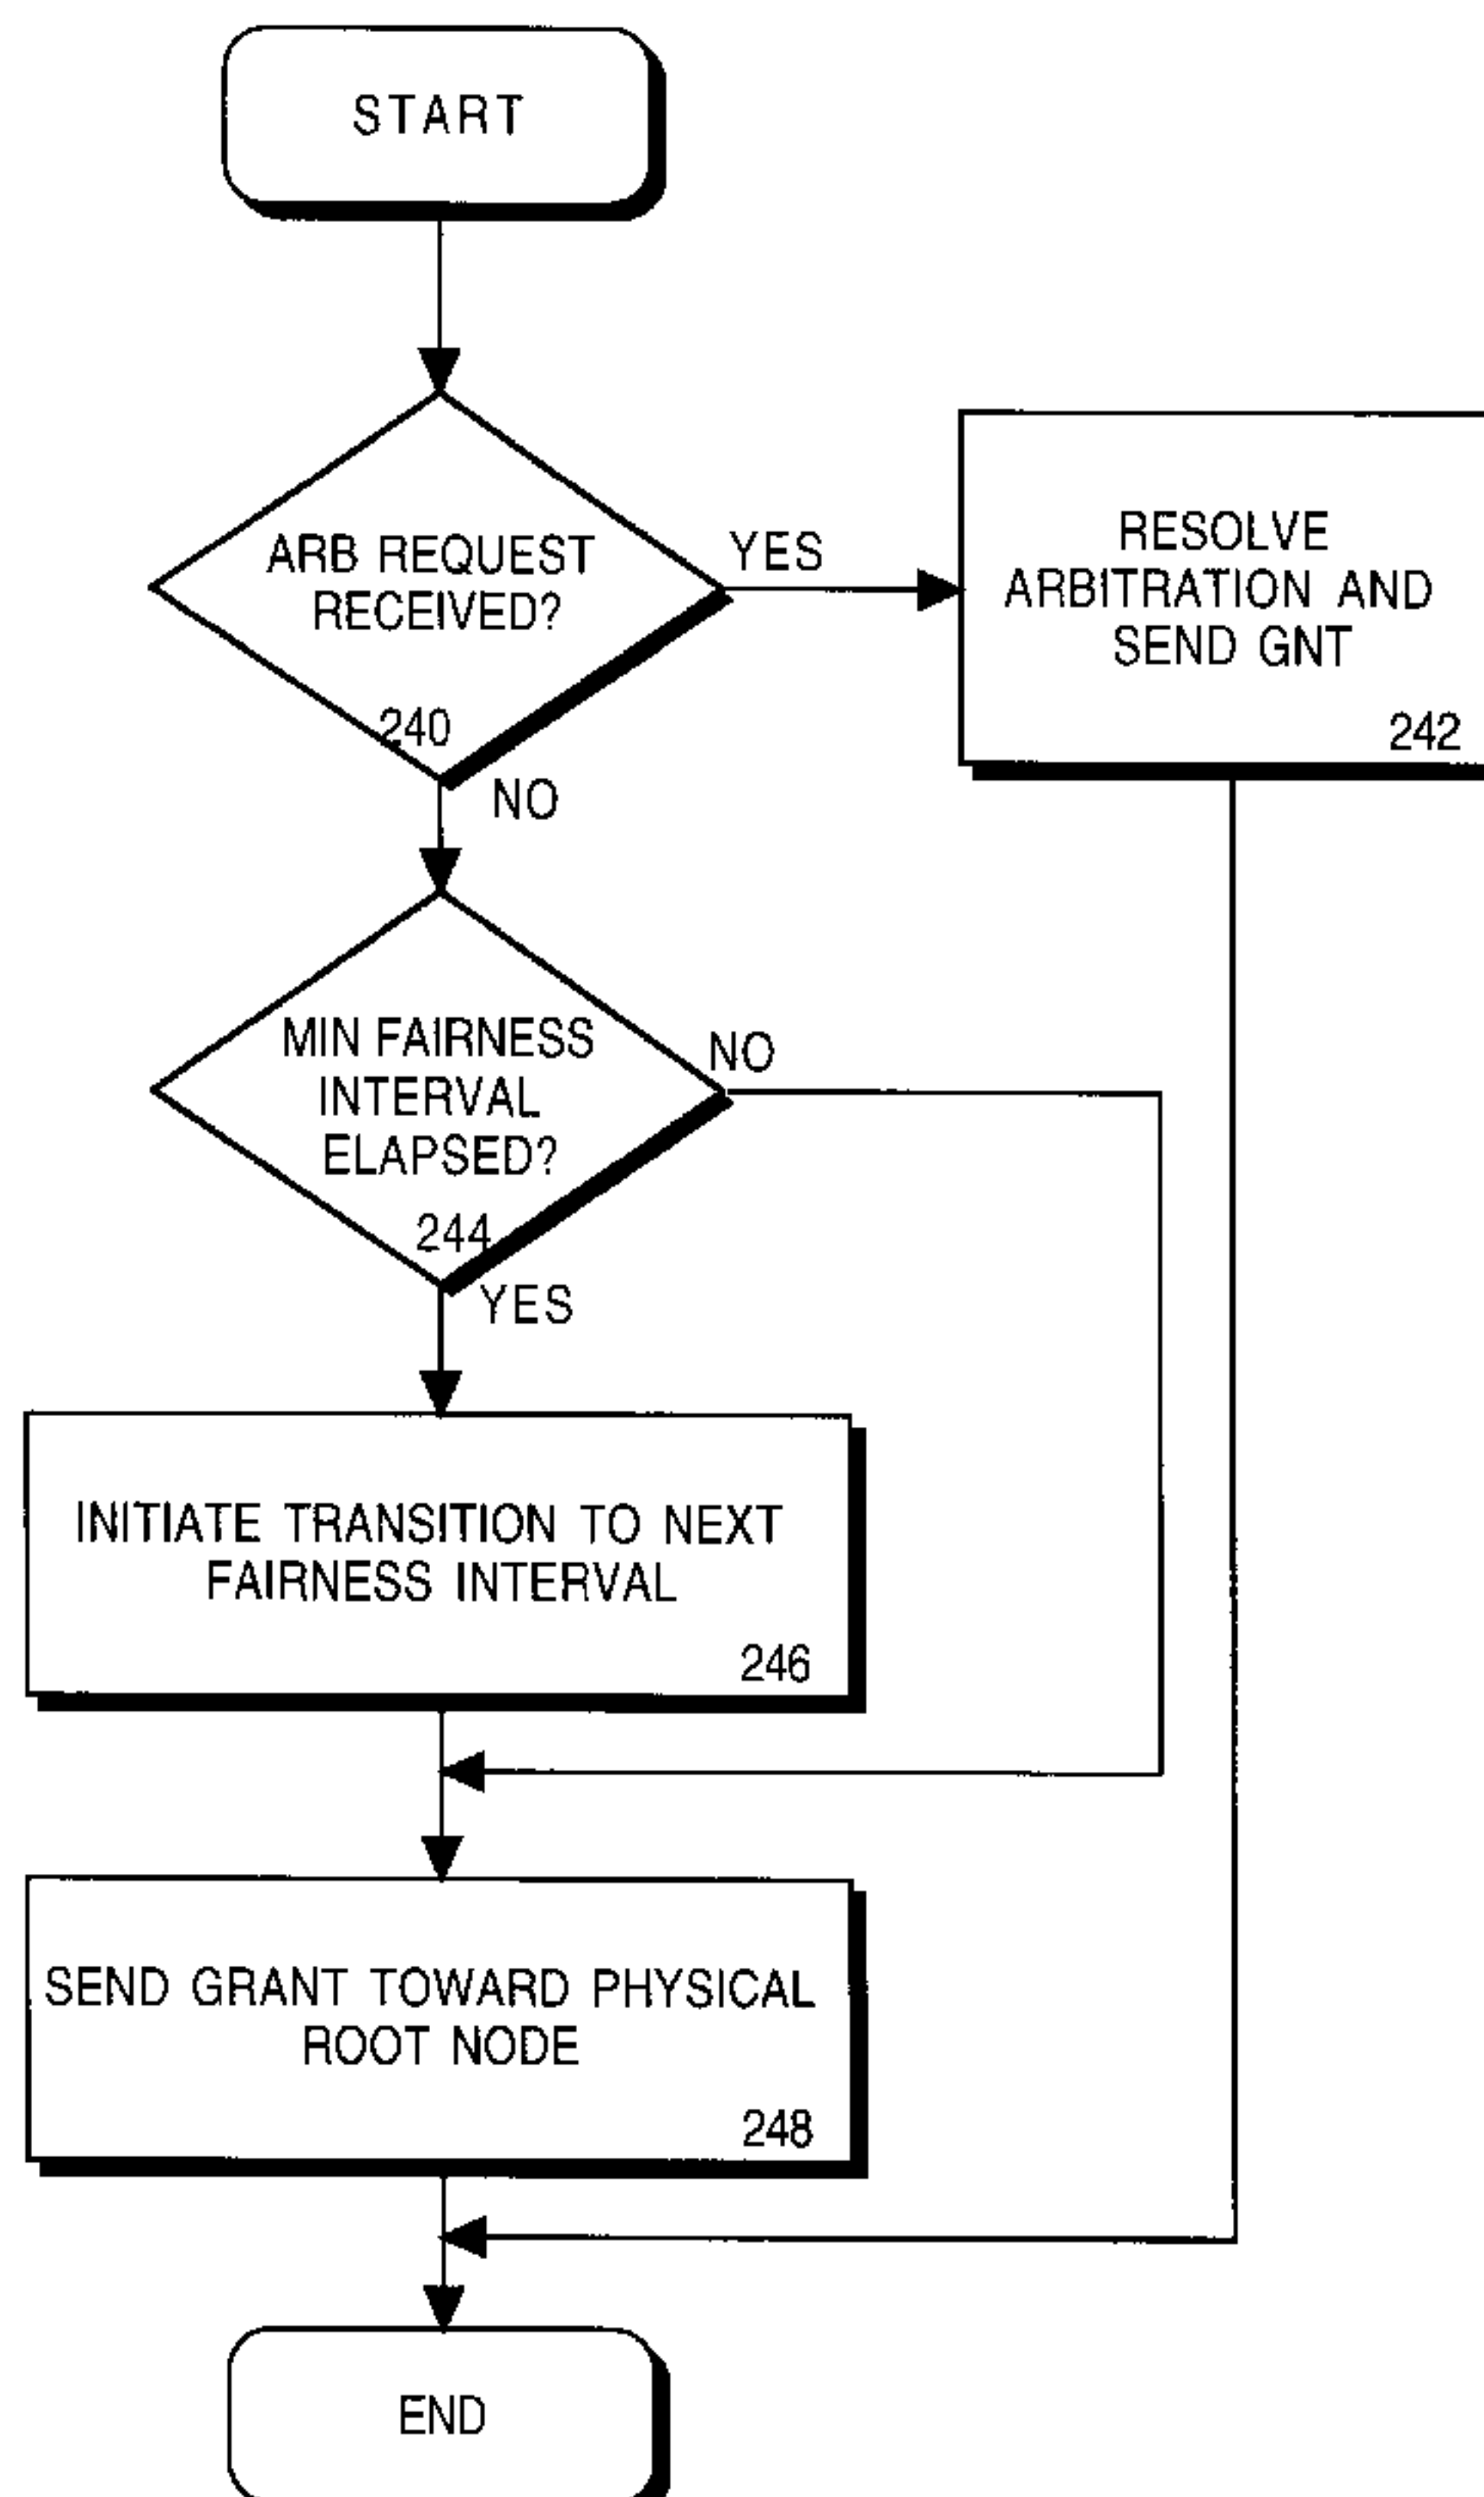 START
ARB REQUEST
RECEIVED?
240
YES
RESOLVE
ARBITRATION AND
SEND GNT
242
NO
MIN FAIRNESS
INTERVAL
ELAPSED?
244
NO
YES
INITIATE TRANSITION TO NEXT
FAIRNESS INTERVAL
246
SEND GRANT TOWARD PHYSICAL
ROOT NODE
248
END